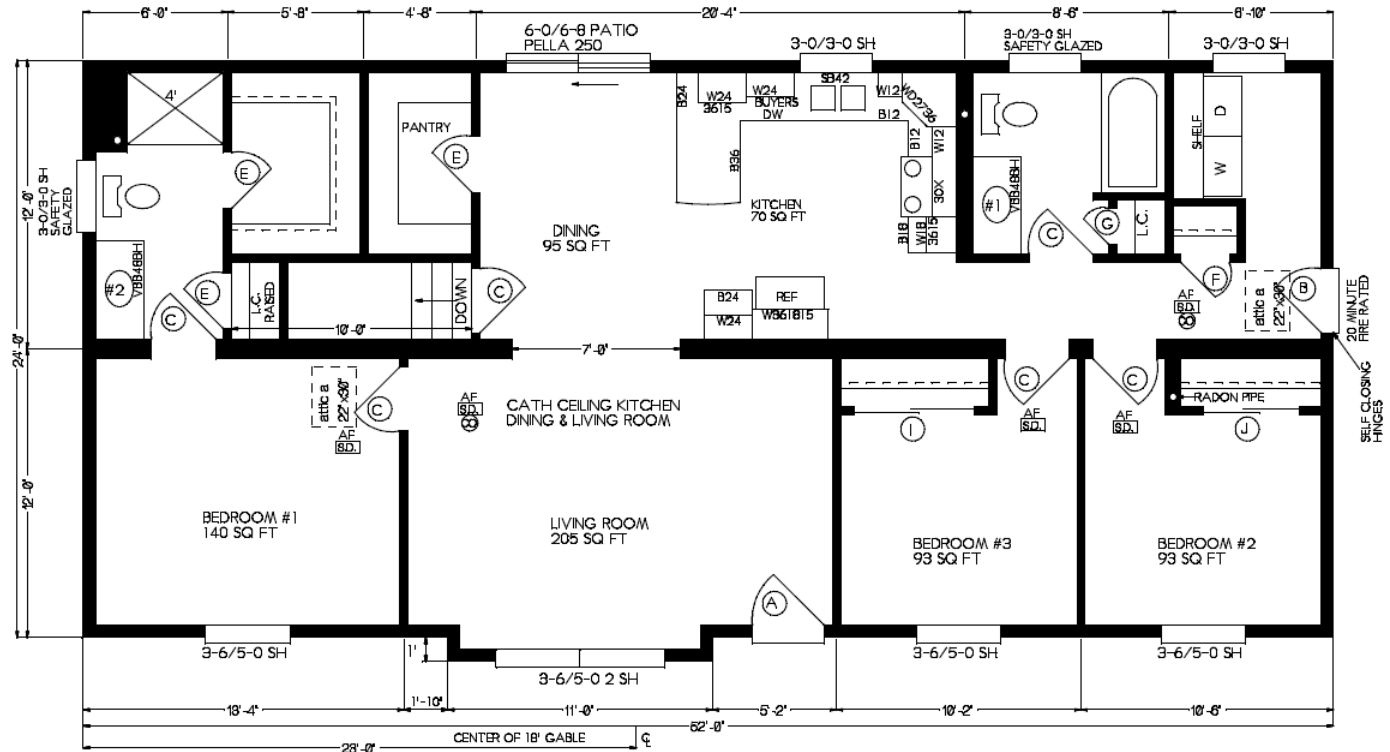 6'-0" 5'-8" 4'-8" 20'-4" 8'-6" 6'-10"
6-0/6-8 PATIO
PELLA 250
3-0/3-0 SH
3-0/3-0 SH
SAFETY GLAZED
3-0/3-0 SH
4'
PANTRY
E
E
B24
W24
3615
W24
BUYERS
DW
SB42
W12
WD2736
B12
B12
W12
B36
30X
KITCHEN
70 SQ FT
B18
W18
3615
DINING
95 SQ FT
#1
VBB48BH
C
G
L.C.
SHELF
D
W
F
3-0/3-0 SH
SAFETY
GLAZED
12'-0"
#2
VBB48BH
C
E
L.C.
RAISED
10'-0"
DOWN
C
B24
W24
REF
W361815
AF
S.D.
attic a
22"x30"
B
20 MINUTE
FIRE RATED
SELF CLOSING
HINGES
24'-0"
7'-0"
attic a
22"x30"
C
AF
S.D.
AF
S.D.
CATH CEILING KITCHEN
DINING & LIVING ROOM
C
AF
S.D.
I
C
AF
S.D.
RADON PIPE
J
12'-0"
BEDROOM #1
140 SQ FT
LIVING ROOM
205 SQ FT
BEDROOM #3
93 SQ FT
BEDROOM #2
93 SQ FT
A
3-6/5-0 SH
1'
3-6/5-0 2 SH
3-6/5-0 SH
3-6/5-0 SH
13'-4" 1'-10" 11'-0" 5'-2" 10'-2" 10'-6"
52'-0"
23'-0" CENTER OF 18' GABLE